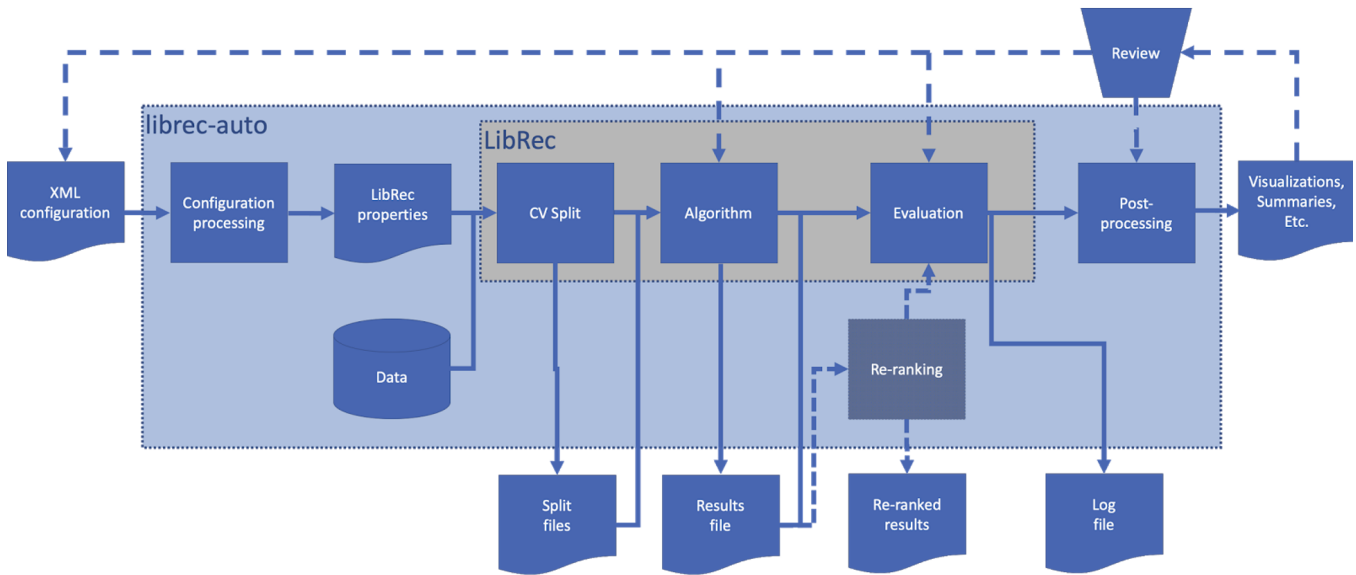 Review
librec-auto
LibRec
XML
configuration
Configuration
processing
LibRec
properties
CV Split
Algorithm
Evaluation
Post-
processing
Visualizations,
Summaries,
Etc.
Data
Re-ranking
Split
files
Results
file
Re-ranked
results
Log
file